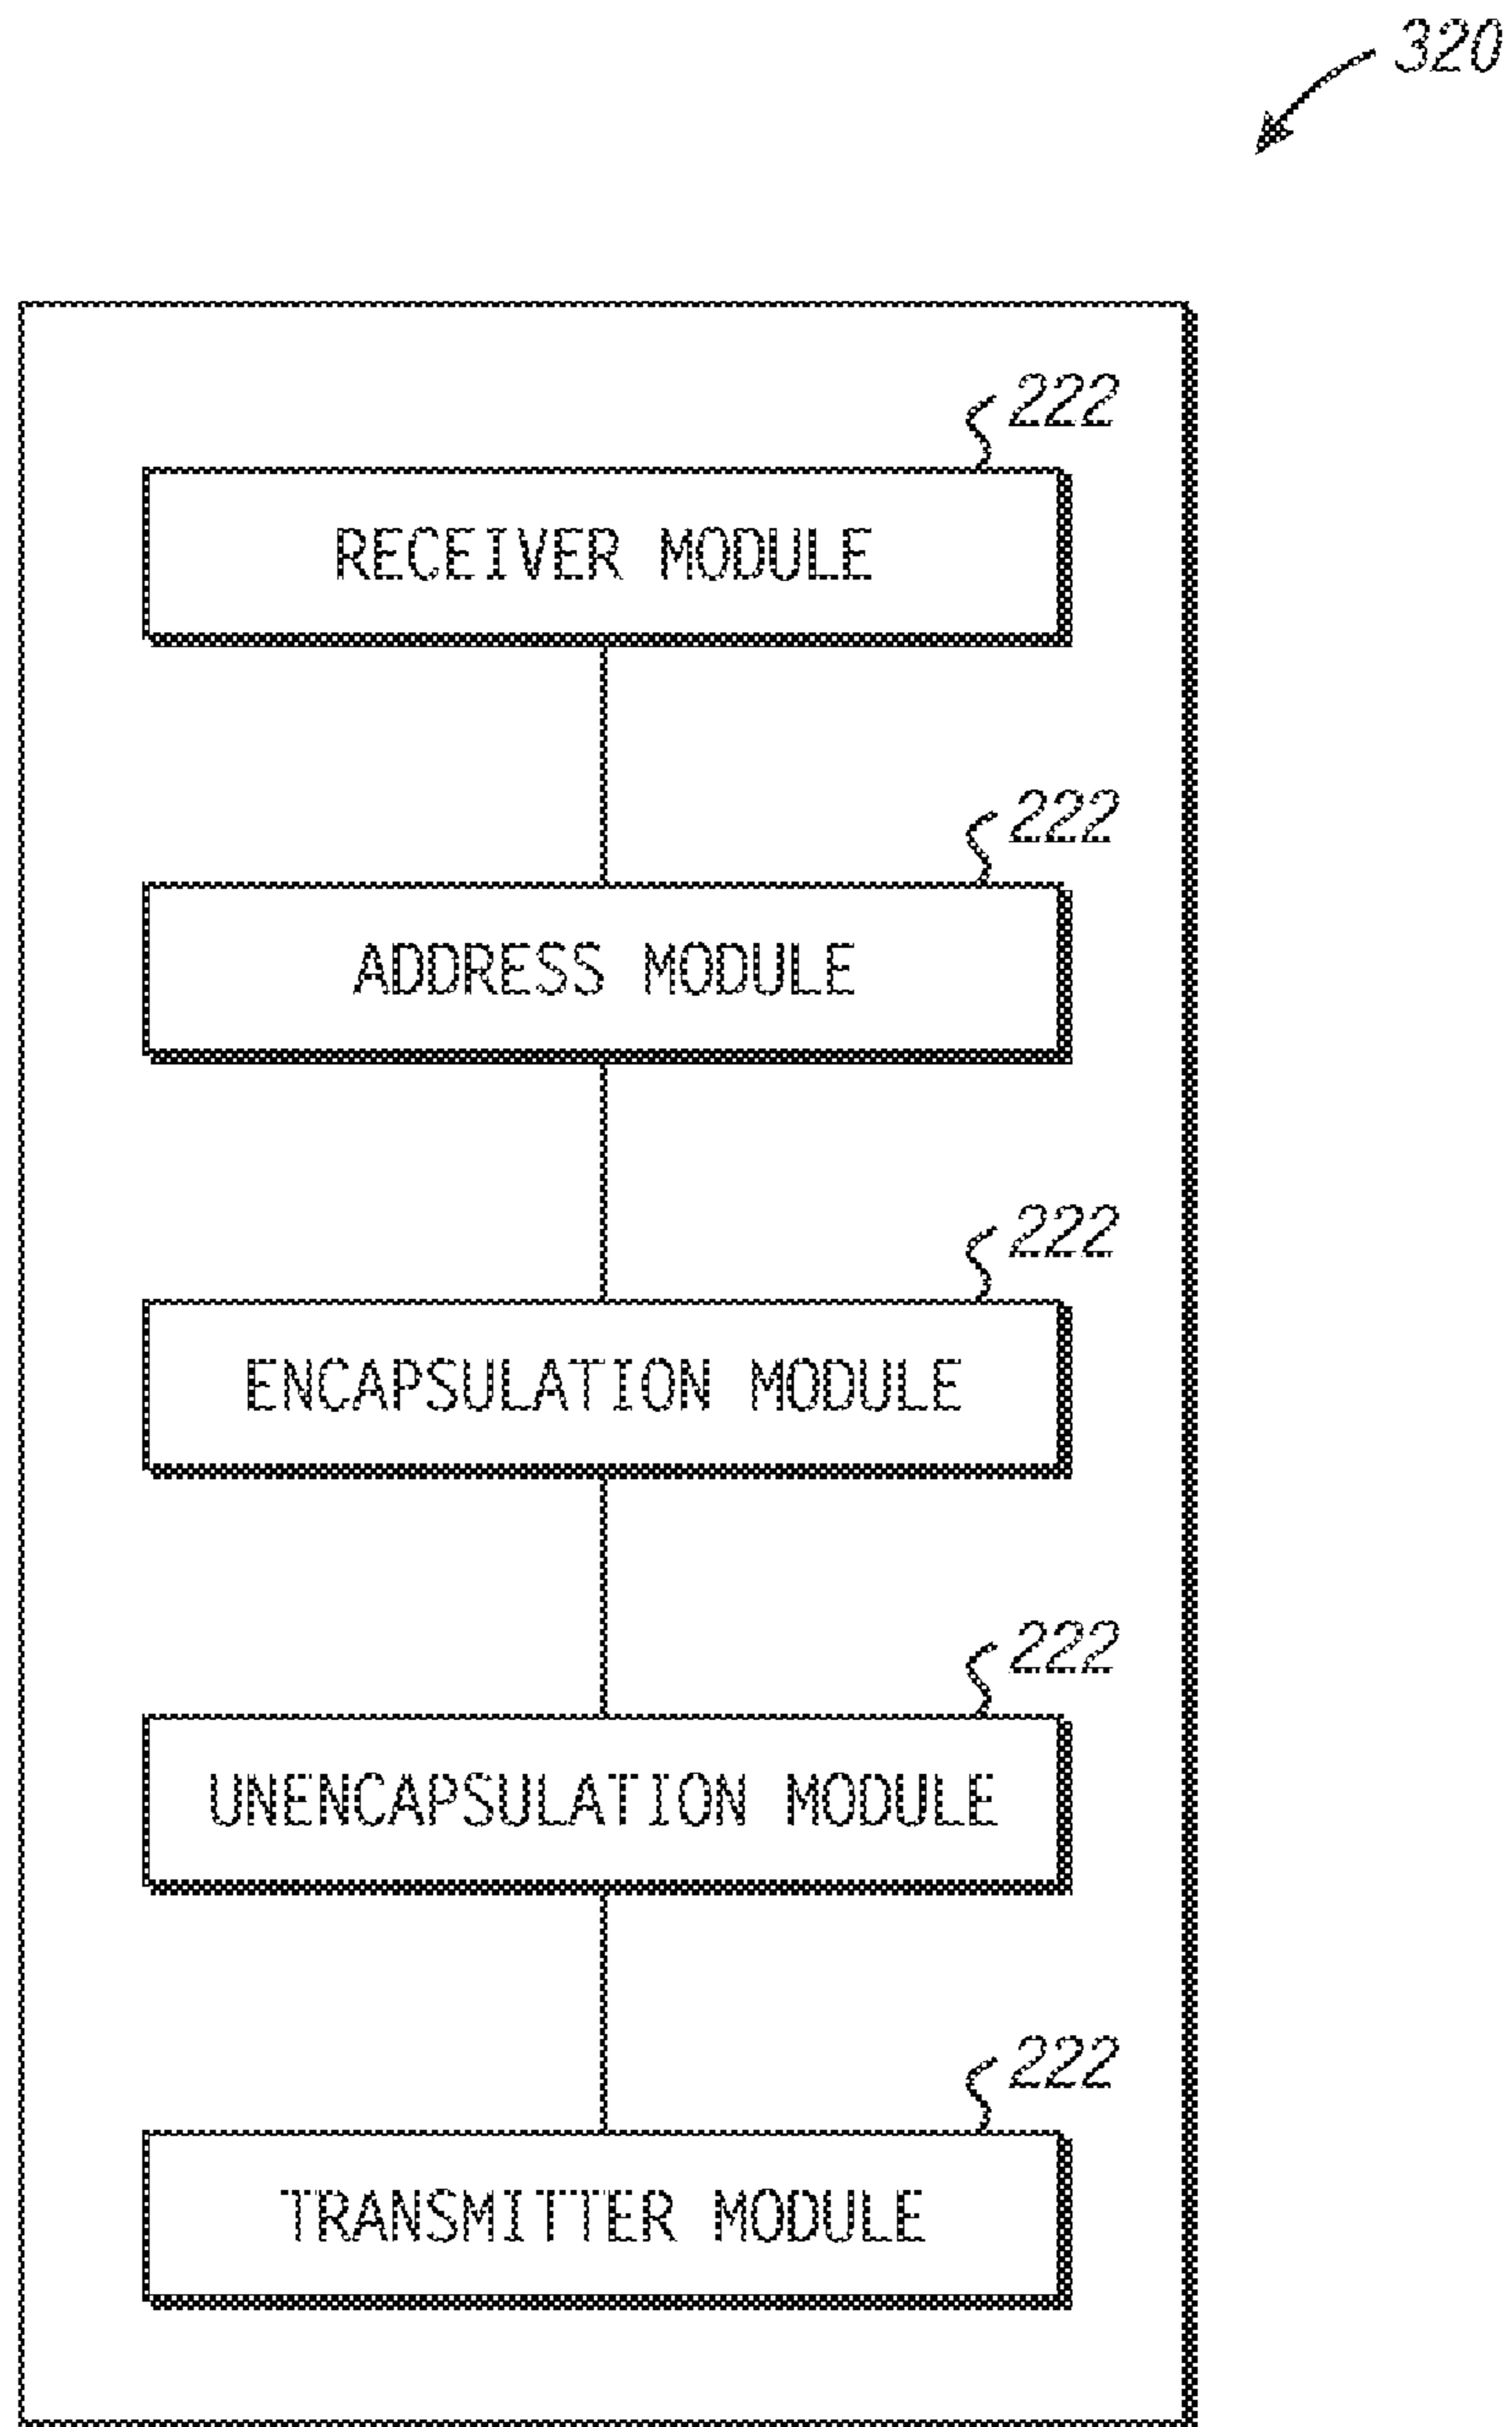 320
222
RECEIVER MODULE
222
ADDRESS MODULE
222
ENCAPSULATION MODULE
222
UNENCAPSULATION MODULE
222
TRANSMITTER MODULE